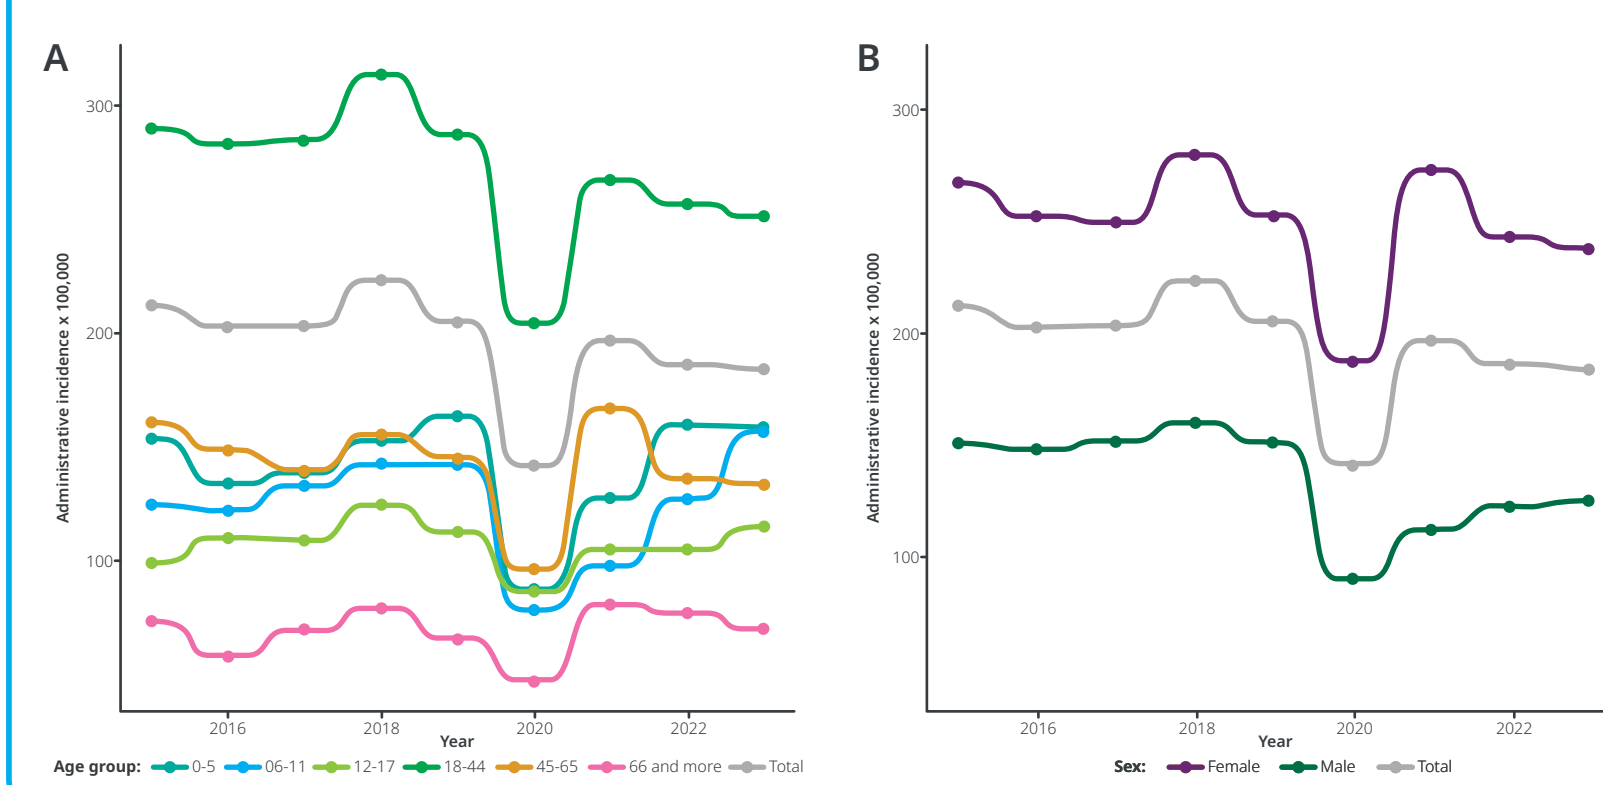 A
Administrative incidence x 100,000
300
200
100
2016
2018
2020
2022
Year
Age group: 0-5 06-11 12-17 18-44 45-65 66 and more Total
B
Administrative incidence x 100,000
300
200
100
2016
2018
2020
2022
Year
Sex: Female Male Total